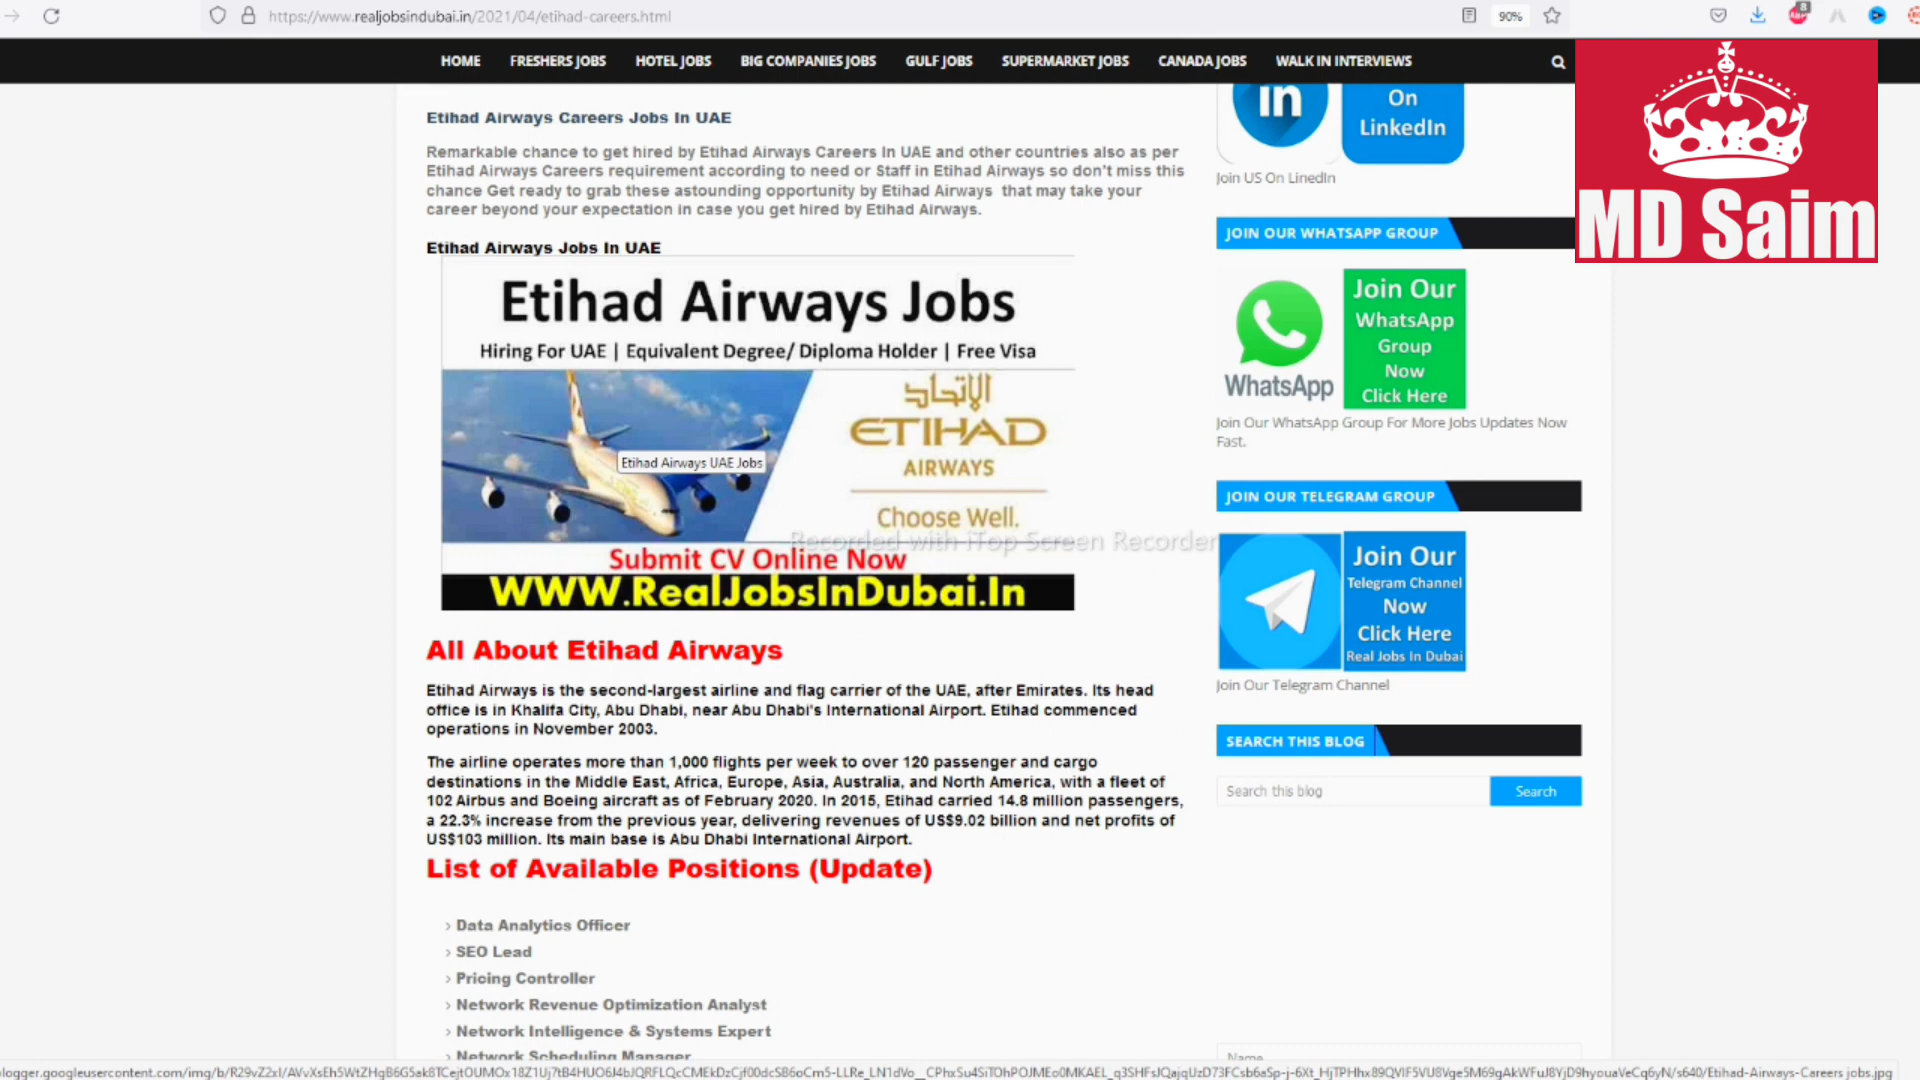 https://www.realjobsindubai.in/2021/04/etihad-careers.html
90%
8
HOME FRESHERS JOBS HOTEL JOBS BIG COMPANIES JOBS GULF JOBS SUPERMARKET JOBS CANADA JOBS WALK IN INTERVIEWS
MD Saim
Etihad Airways Careers Jobs In UAE
Remarkable chance to get hired by Etihad Airways Careers In UAE and other countries also as per
Etihad Airways Careers requirement according to need or Staff in Etihad Airways so don't miss this
chance Get ready to grab these astounding opportunity by Etihad Airways that may take your
career beyond your expectation in case you get hired by Etihad Airways.
Etihad Airways Jobs In UAE
Etihad Airways Jobs
Hiring For UAE | Equivalent Degree/ Diploma Holder | Free Visa
الإتحاد
ETIHAD
AIRWAYS
Choose Well.
Etihad Airways UAE Jobs
Recorded with iTop Screen Recorder
Submit CV Online Now
WWW.RealJobsInDubai.In
All About Etihad Airways
Etihad Airways is the second-largest airline and flag carrier of the UAE, after Emirates. Its head
office is in Khalifa City, Abu Dhabi, near Abu Dhabi's International Airport. Etihad commenced
operations in November 2003.
The airline operates more than 1,000 flights per week to over 120 passenger and cargo
destinations in the Middle East, Africa, Europe, Asia, Australia, and North America, with a fleet of
102 Airbus and Boeing aircraft as of February 2020. In 2015, Etihad carried 14.8 million passengers,
a 22.3% increase from the previous year, delivering revenues of US$9.02 billion and net profits of
US$103 million. Its main base is Abu Dhabi International Airport.
List of Available Positions (Update)
Data Analytics Officer
SEO Lead
Pricing Controller
Network Revenue Optimization Analyst
Network Intelligence & Systems Expert
Network Scheduling Manager
in
On
LinkedIn
Join US On LinedIn
JOIN OUR WHATSAPP GROUP
WhatsApp
Join Our
WhatsApp
Group
Now
Click Here
Join Our WhatsApp Group For More Jobs Updates Now
Fast.
JOIN OUR TELEGRAM GROUP
Join Our
Telegram Channel
Now
Click Here
Real Jobs In Dubai
Join Our Telegram Channel
SEARCH THIS BLOG
Search this blog Search
Name